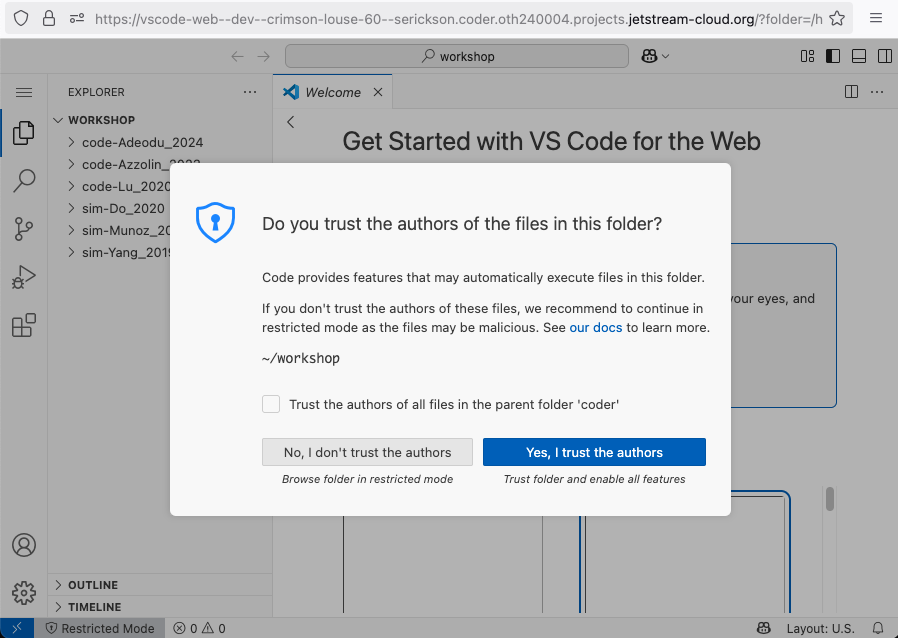 https://vscode-web--dev--crimson-louse-60--serickson.coder.oth240004.projects.jetstream-cloud.org/?folder=/h
workshop
EXPLORER
Welcome
WORKSHOP
code-Adeodu_2024
code-Azzolin_2022
code-Lu_2020
sim-Do_2020
sim-Munoz_20
sim-Yang_2019
Get Started with VS Code for the Web
your eyes, and
Do you trust the authors of the files in this folder?
Code provides features that may automatically execute files in this folder.
If you don't trust the authors of these files, we recommend to continue in
restricted mode as the files may be malicious. See our docs to learn more.
~/workshop
Trust the authors of all files in the parent folder 'coder'
No, I don't trust the authors
Yes, I trust the authors
Browse folder in restricted mode
Trust folder and enable all features
OUTLINE
TIMELINE
Restricted Mode
0
0
Layout: U.S.